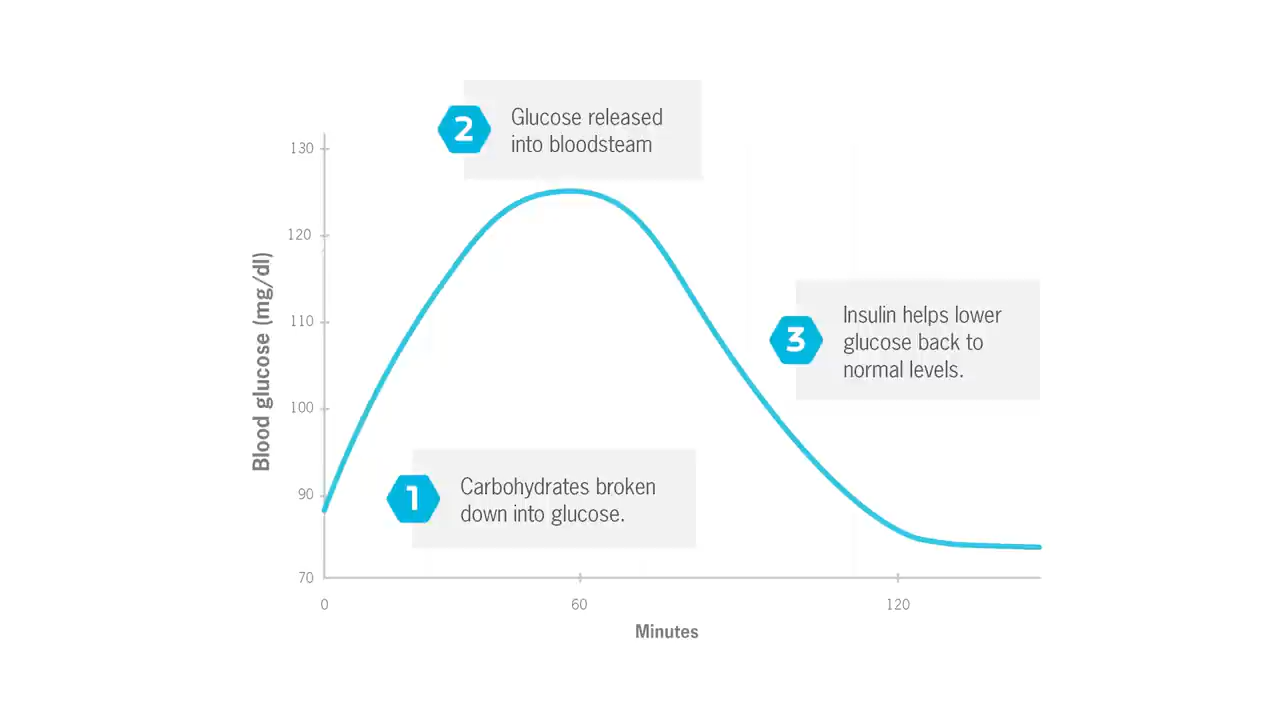 2
Glucose released
into bloodsteam
130
120
110
100
90
70
Blood glucose (mg/dl)
3
Insulin helps lower
glucose back to
normal levels.
1
Carbohydrates broken
down into glucose.
0
60
120
Minutes